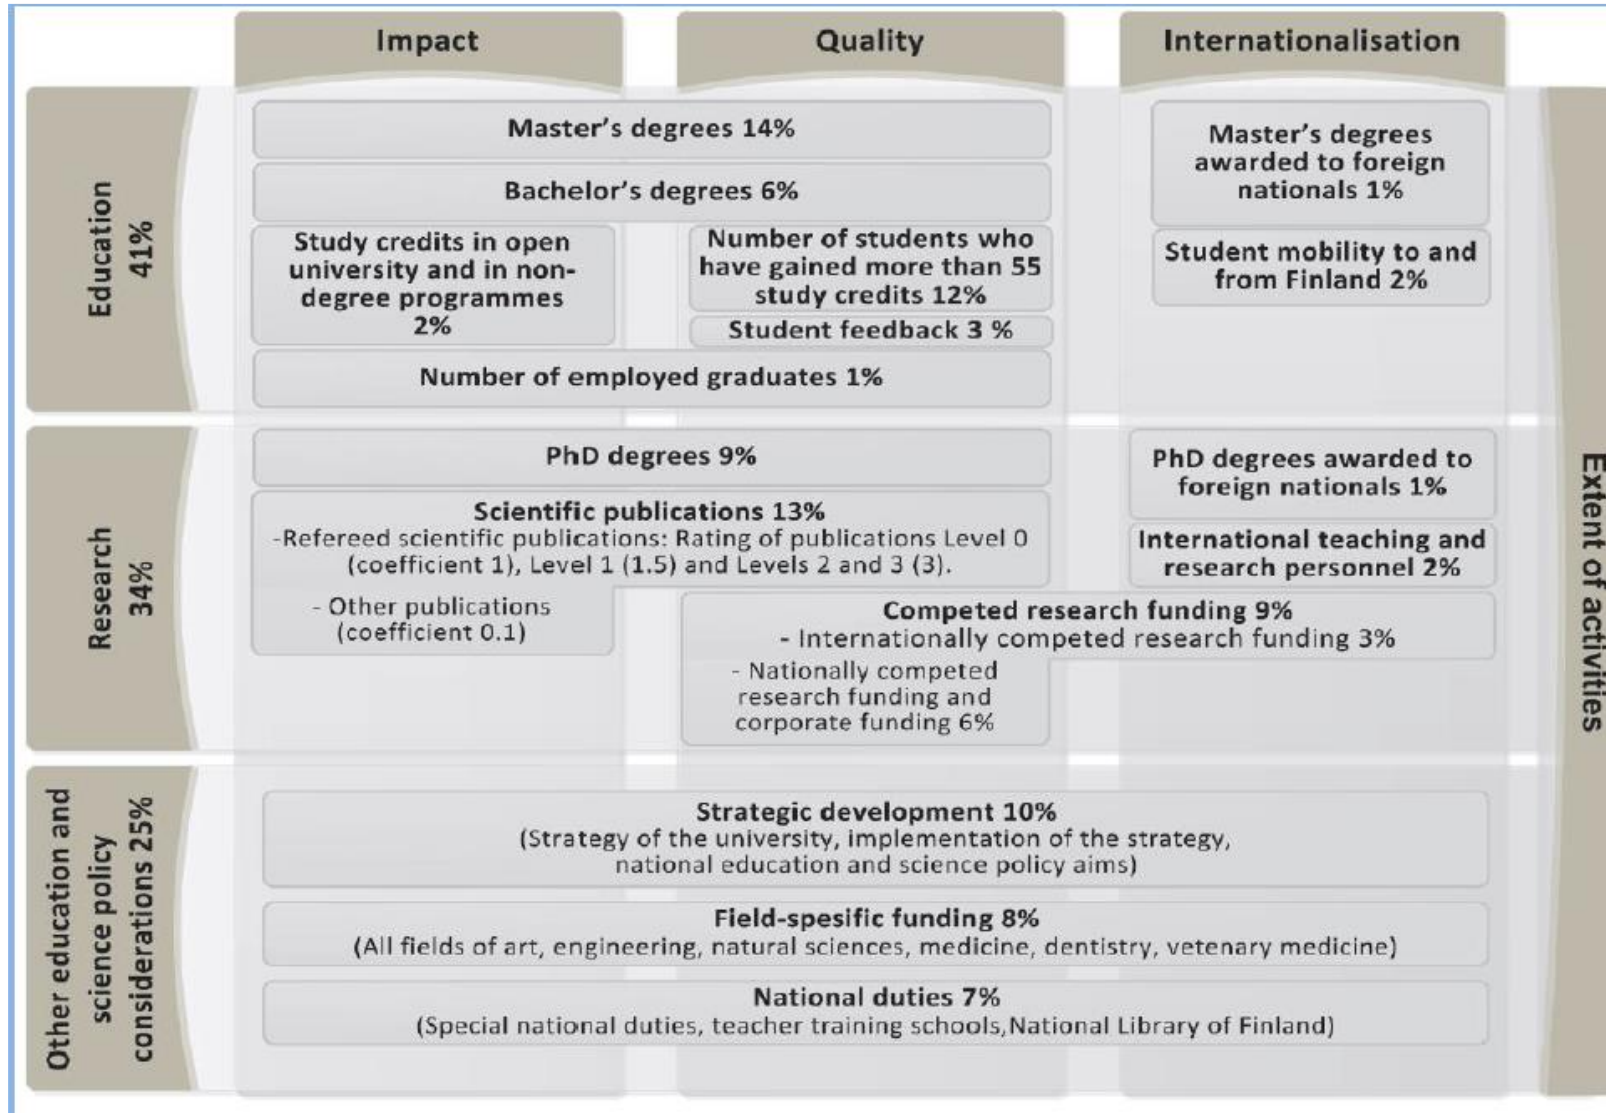 Impact
Quality
Internationalisation
Education
41%
Master's degrees 14%
Bachelor's degrees 6%
Study credits in open
university and in non-
degree programmes
2%
Number of students who
have gained more than 55
study credits 12%
Student feedback 3 %
Number of employed graduates 1%
Master's degrees
awarded to foreign
nationals 1%
Student mobility to and
from Finland 2%
Research
34%
PhD degrees 9%
Scientific publications 13%
-Refereed scientific publications: Rating of publications Level 0
(coefficient 1), Level 1 (1.5) and Levels 2 and 3 (3).
- Other publications
(coefficient 0.1)
PhD degrees awarded to
foreign nationals 1%
International teaching and
research personnel 2%
Competed research funding 9%
- Internationally competed research funding 3%
- Nationally competed
research funding and
corporate funding 6%
Other education and
science policy
considerations 25%
Strategic development 10%
(Strategy of the university, implementation of the strategy,
national education and science policy aims)
Field-spesific funding 8%
(All fields of art, engineering, natural sciences, medicine, dentistry, vetenary medicine)
National duties 7%
(Special national duties, teacher training schools,National Library of Finland)
Extent of activities